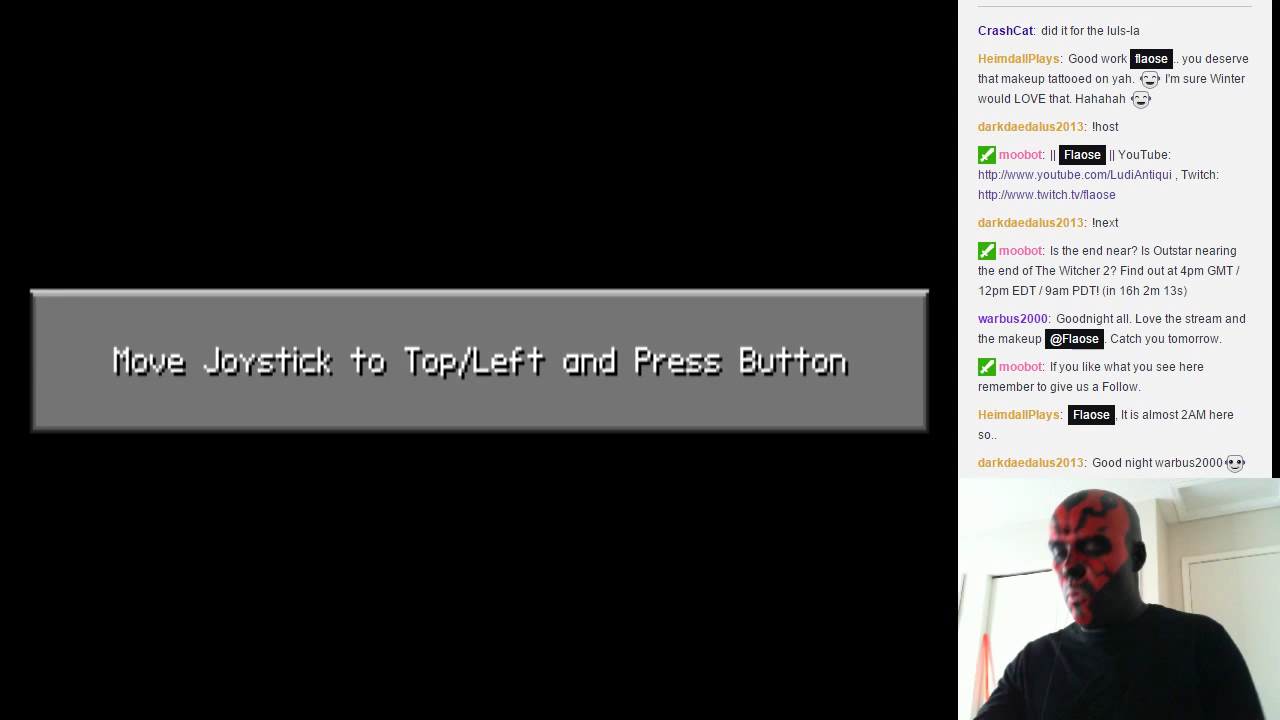 Move Joystick to Top/Left and Press Button
CrashCat: did it for the luls-la
HeimdallPlays: Good work flaose .. you deserve
that makeup tattooed on yah. I'm sure Winter
would LOVE that. Hahahah
darkdaedalus2013: !host
moobot: || Flaose || YouTube:
http://www.youtube.com/LudiAntiqui , Twitch:
http://www.twitch.tv/flaose
darkdaedalus2013: !next
moobot: Is the end near? Is Outstar nearing
the end of The Witcher 2? Find out at 4pm GMT /
12pm EDT / 9am PDT! (in 16h 2m 13s)
warbus2000: Goodnight all. Love the stream and
the makeup @Flaose . Catch you tomorrow.
moobot: If you like what you see here
remember to give us a Follow.
HeimdallPlays: Flaose , It is almost 2AM here
so..
darkdaedalus2013: Good night warbus2000